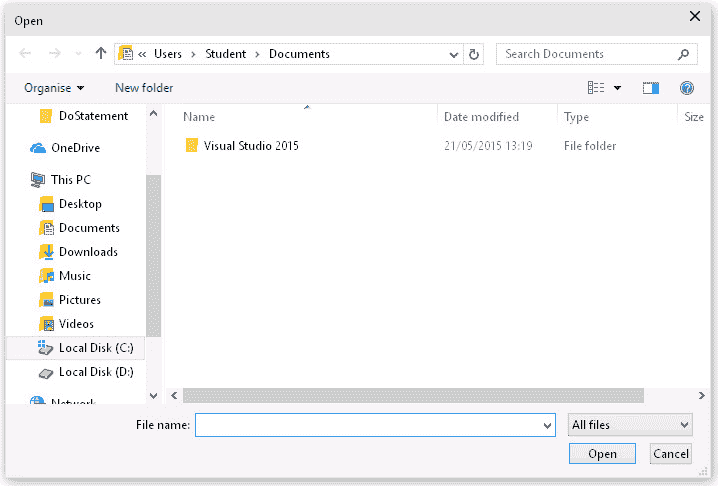 Open
« Users > Student > Documents
Search Documents
Organise
New folder
Name
Date modified
Type
Size
DoStatement
OneDrive
This PC
Desktop
Documents
Downloads
Music
Pictures
Videos
Local Disk (C:)
Local Disk (D:)
Network
Visual Studio 2015
21/05/2015 13:19
File folder
File name:
All files
Open
Cancel